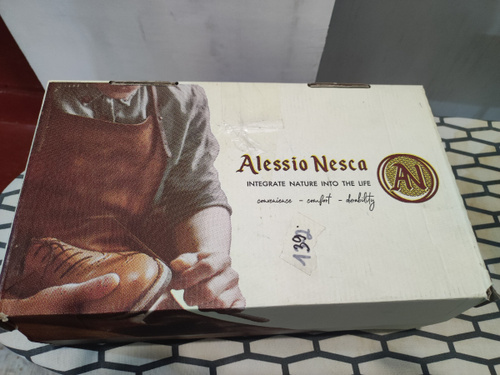 Alessio Nesca
INTEGRATE NATURE INTO THE LIFE
convenience - comfort - durability
AN
139,-